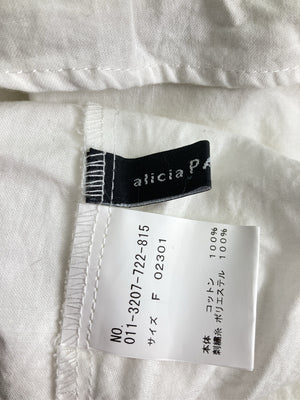 alicia
NO.
011-3207-722-815
サイズ F 02301
本体 コットン 100%
刺繍糸 ポリエステル 100%